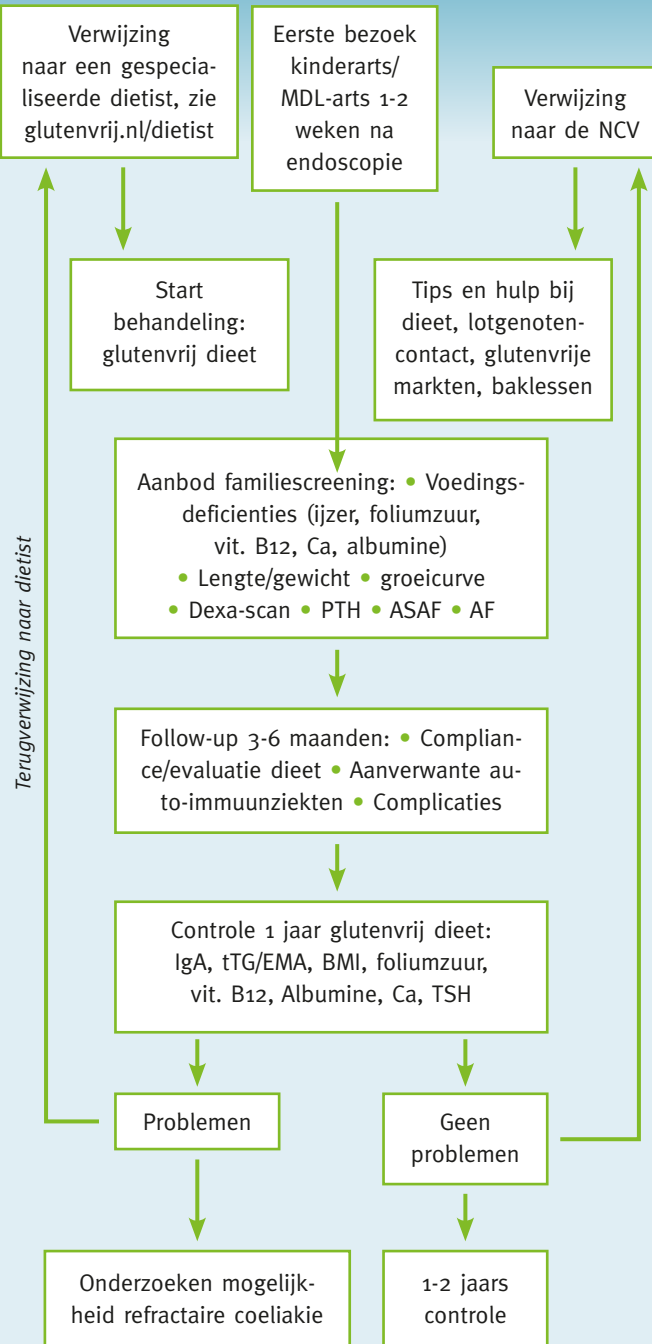 Verwijzing
naar een gespecia-
liseerde dietist, zie
glutenvrij.nl/dietist
Eerste bezoek
kinderarts/
MDL-arts 1-2
weken na
endoscopie
Verwijzing
naar de NCV
Start
behandeling:
glutenvrij dieet
Tips en hulp bij
dieet, lotgenoten-
contact, glutenvrije
markten, baklessen
Aanbod familiescreening: • Voedings-
deficienties (ijzer, foliumzuur,
vit. B12, Ca, albumine)
• Lengte/gewicht • groeicurve
• Dexa-scan • PTH • ASAF • AF
Terugverwijzing naar dietist
Follow-up 3-6 maanden: • Complian-
ce/evaluatie dieet • Aanverwante au-
to-immuunziekten • Complicaties
Controle 1 jaar glutenvrij dieet:
IgA, tTG/EMA, BMI, foliumzuur,
vit. B12, Albumine, Ca, TSH
Problemen
Geen
problemen
Onderzoeken mogelijk-
heid refractaire coeliakie
1-2 jaars
controle